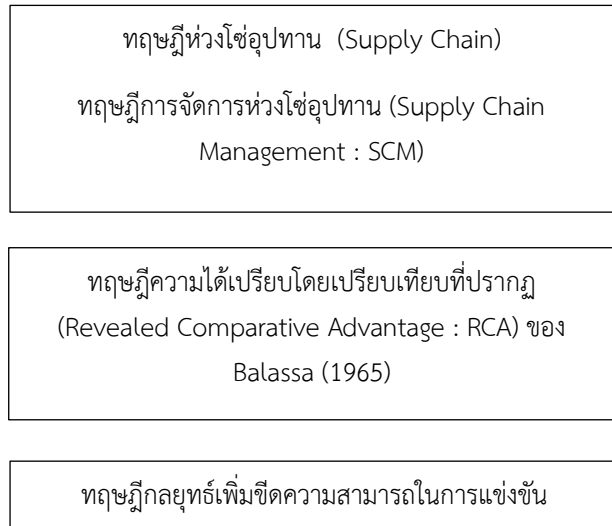 ทฤษฎีห่วงโซ่อุปทาน (Supply Chain)
ทฤษฎีการจัดการห่วงโซ่อุปทาน (Supply Chain
Management : SCM)
ทฤษฎีความได้เปรียบโดยเปรียบเทียบที่ปรากฏ
(Revealed Comparative Advantage : RCA) ของ
Balassa (1965)
ทฤษฎีกลยุทธ์เพิ่มขีดความสามารถในการแข่งขัน